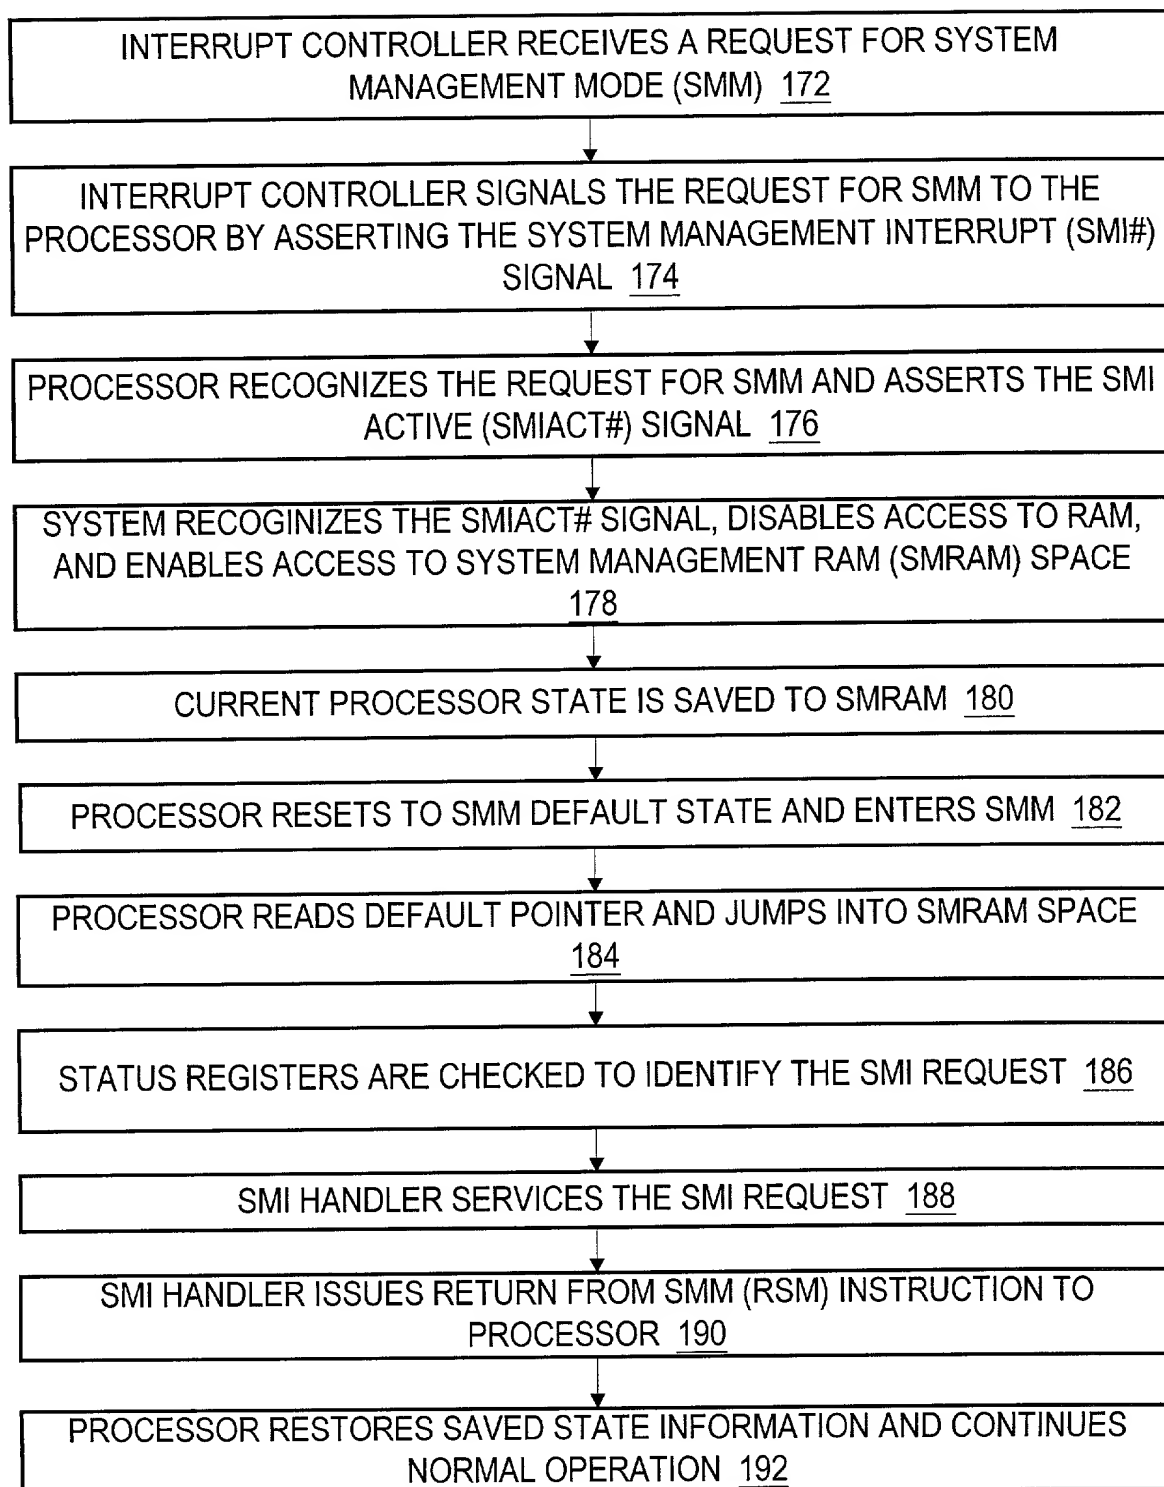 INTERRUPT CONTROLLER RECEIVES A REQUEST FOR SYSTEM
MANAGEMENT MODE (SMM) 172
INTERRUPT CONTROLLER SIGNALS THE REQUEST FOR SMM TO THE
PROCESSOR BY ASSERTING THE SYSTEM MANAGEMENT INTERRUPT (SMI#)
SIGNAL 174
PROCESSOR RECOGNIZES THE REQUEST FOR SMM AND ASSERTS THE SMI
ACTIVE (SMIACT#) SIGNAL 176
SYSTEM RECOGINIZES THE SMIACT# SIGNAL, DISABLES ACCESS TO RAM,
AND ENABLES ACCESS TO SYSTEM MANAGEMENT RAM (SMRAM) SPACE
178
CURRENT PROCESSOR STATE IS SAVED TO SMRAM 180
PROCESSOR RESETS TO SMM DEFAULT STATE AND ENTERS SMM 182
PROCESSOR READS DEFAULT POINTER AND JUMPS INTO SMRAM SPACE
184
STATUS REGISTERS ARE CHECKED TO IDENTIFY THE SMI REQUEST 186
SMI HANDLER SERVICES THE SMI REQUEST 188
SMI HANDLER ISSUES RETURN FROM SMM (RSM) INSTRUCTION TO
PROCESSOR 190
PROCESSOR RESTORES SAVED STATE INFORMATION AND CONTINUES
NORMAL OPERATION 192